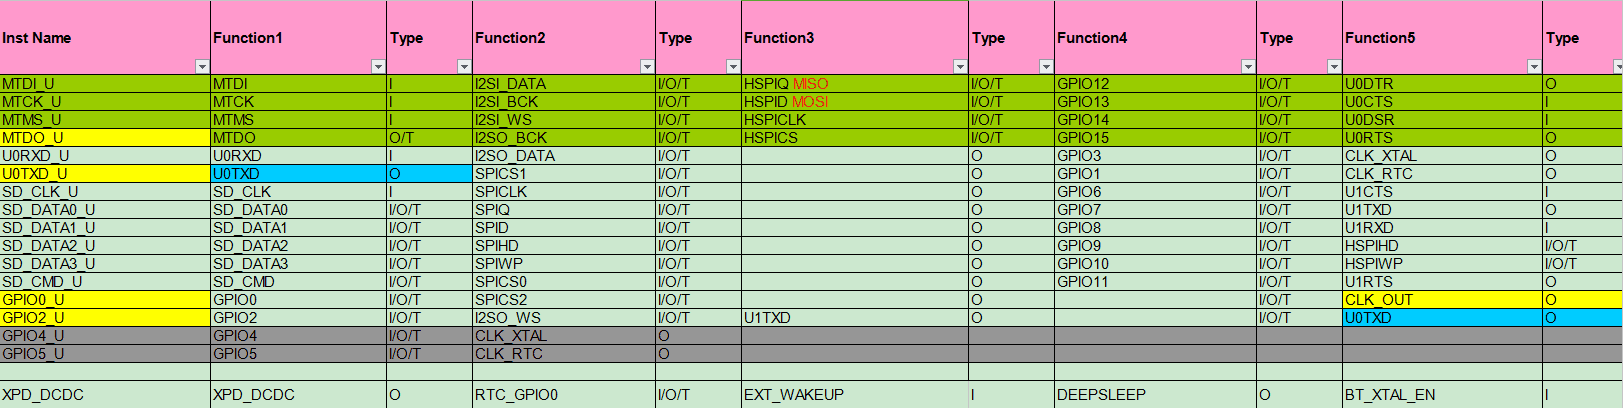 Inst Name Function1 Type Function2 Type Function3 Type Function4 Type Function5 Type
MTDI_U MTDI I I2SI_DATA I/O/T HSPIQ MISO I/O/T GPIO12 I/O/T U0DTR O
MTCK_U MTCK I I2SI_BCK I/O/T HSPID MOSI I/O/T GPIO13 I/O/T U0CTS I
MTMS_U MTMS I I2SI_WS I/O/T HSPICLK I/O/T GPIO14 I/O/T U0DSR I
MTDO_U MTDO O/T I2SO_BCK I/O/T HSPICS I/O/T GPIO15 I/O/T U0RTS O
U0RXD_U U0RXD I I2SO_DATA I/O/T O GPIO3 I/O/T CLK_XTAL O
U0TXD_U U0TXD O SPICS1 I/O/T O GPIO1 I/O/T CLK_RTC O
SD_CLK_U SD_CLK I SPICLK I/O/T O GPIO6 I/O/T U1CTS I
SD_DATA0_U SD_DATA0 I/O/T SPIQ I/O/T O GPIO7 I/O/T U1TXD O
SD_DATA1_U SD_DATA1 I/O/T SPID I/O/T O GPIO8 I/O/T U1RXD I
SD_DATA2_U SD_DATA2 I/O/T SPIHD I/O/T O GPIO9 I/O/T HSPIHD I/O/T
SD_DATA3_U SD_DATA3 I/O/T SPIWP I/O/T O GPIO10 I/O/T HSPIWP I/O/T
SD_CMD_U SD_CMD I/O/T SPICS0 I/O/T O GPIO11 I/O/T U1RTS O
GPIO0_U GPIO0 I/O/T SPICS2 I/O/T O I/O/T CLK_OUT O
GPIO2_U GPIO2 I/O/T I2SO_WS I/O/T U1TXD O I/O/T U0TXD O
GPIO4_U GPIO4 I/O/T CLK_XTAL O
GPIO5_U GPIO5 I/O/T CLK_RTC O
XPD_DCDC XPD_DCDC O RTC_GPIO0 I/O/T EXT_WAKEUP I DEEPSLEEP O BT_XTAL_EN I